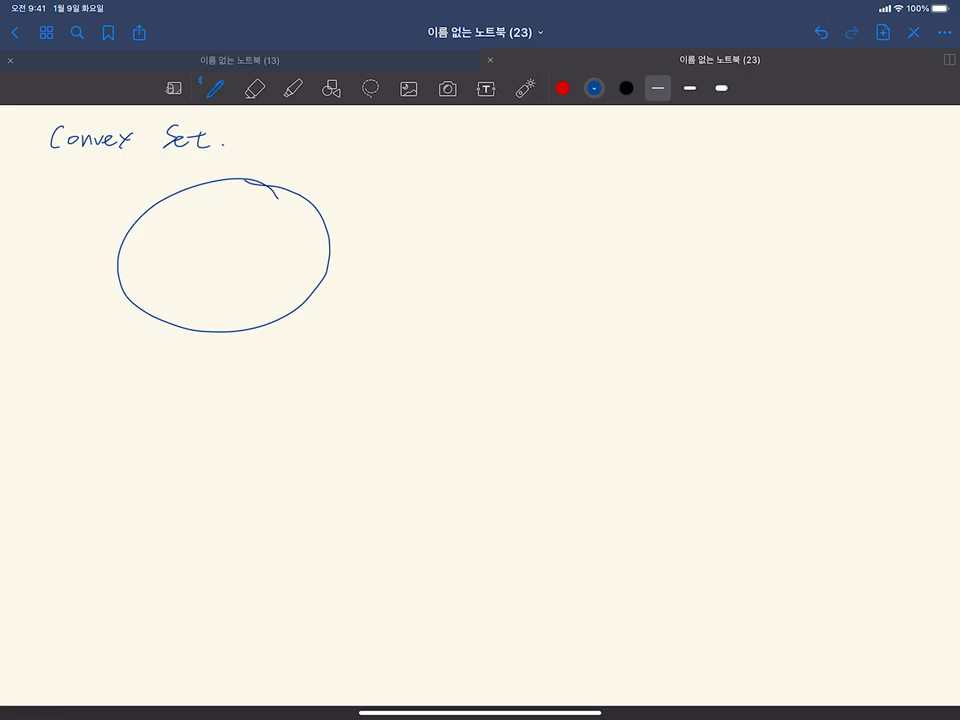 오전 9:41 1월 9일 화요일 100%
이름 없는 노트북 (23)
이름 없는 노트북 (13) 이름 없는 노트북 (23)
T
Convex Set.